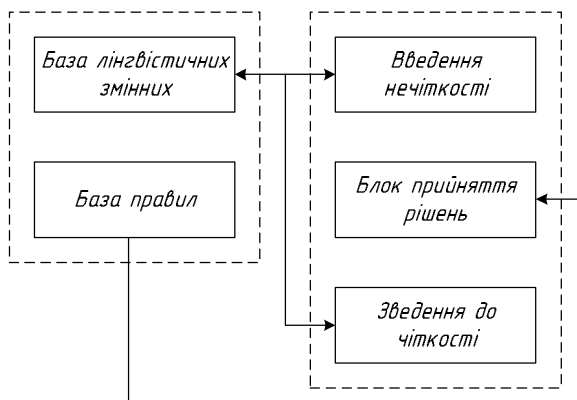 База лінгвістичних
змінних
База правил
Введення
нечіткості
Блок прийняття
рішень
Зведення до
чіткості